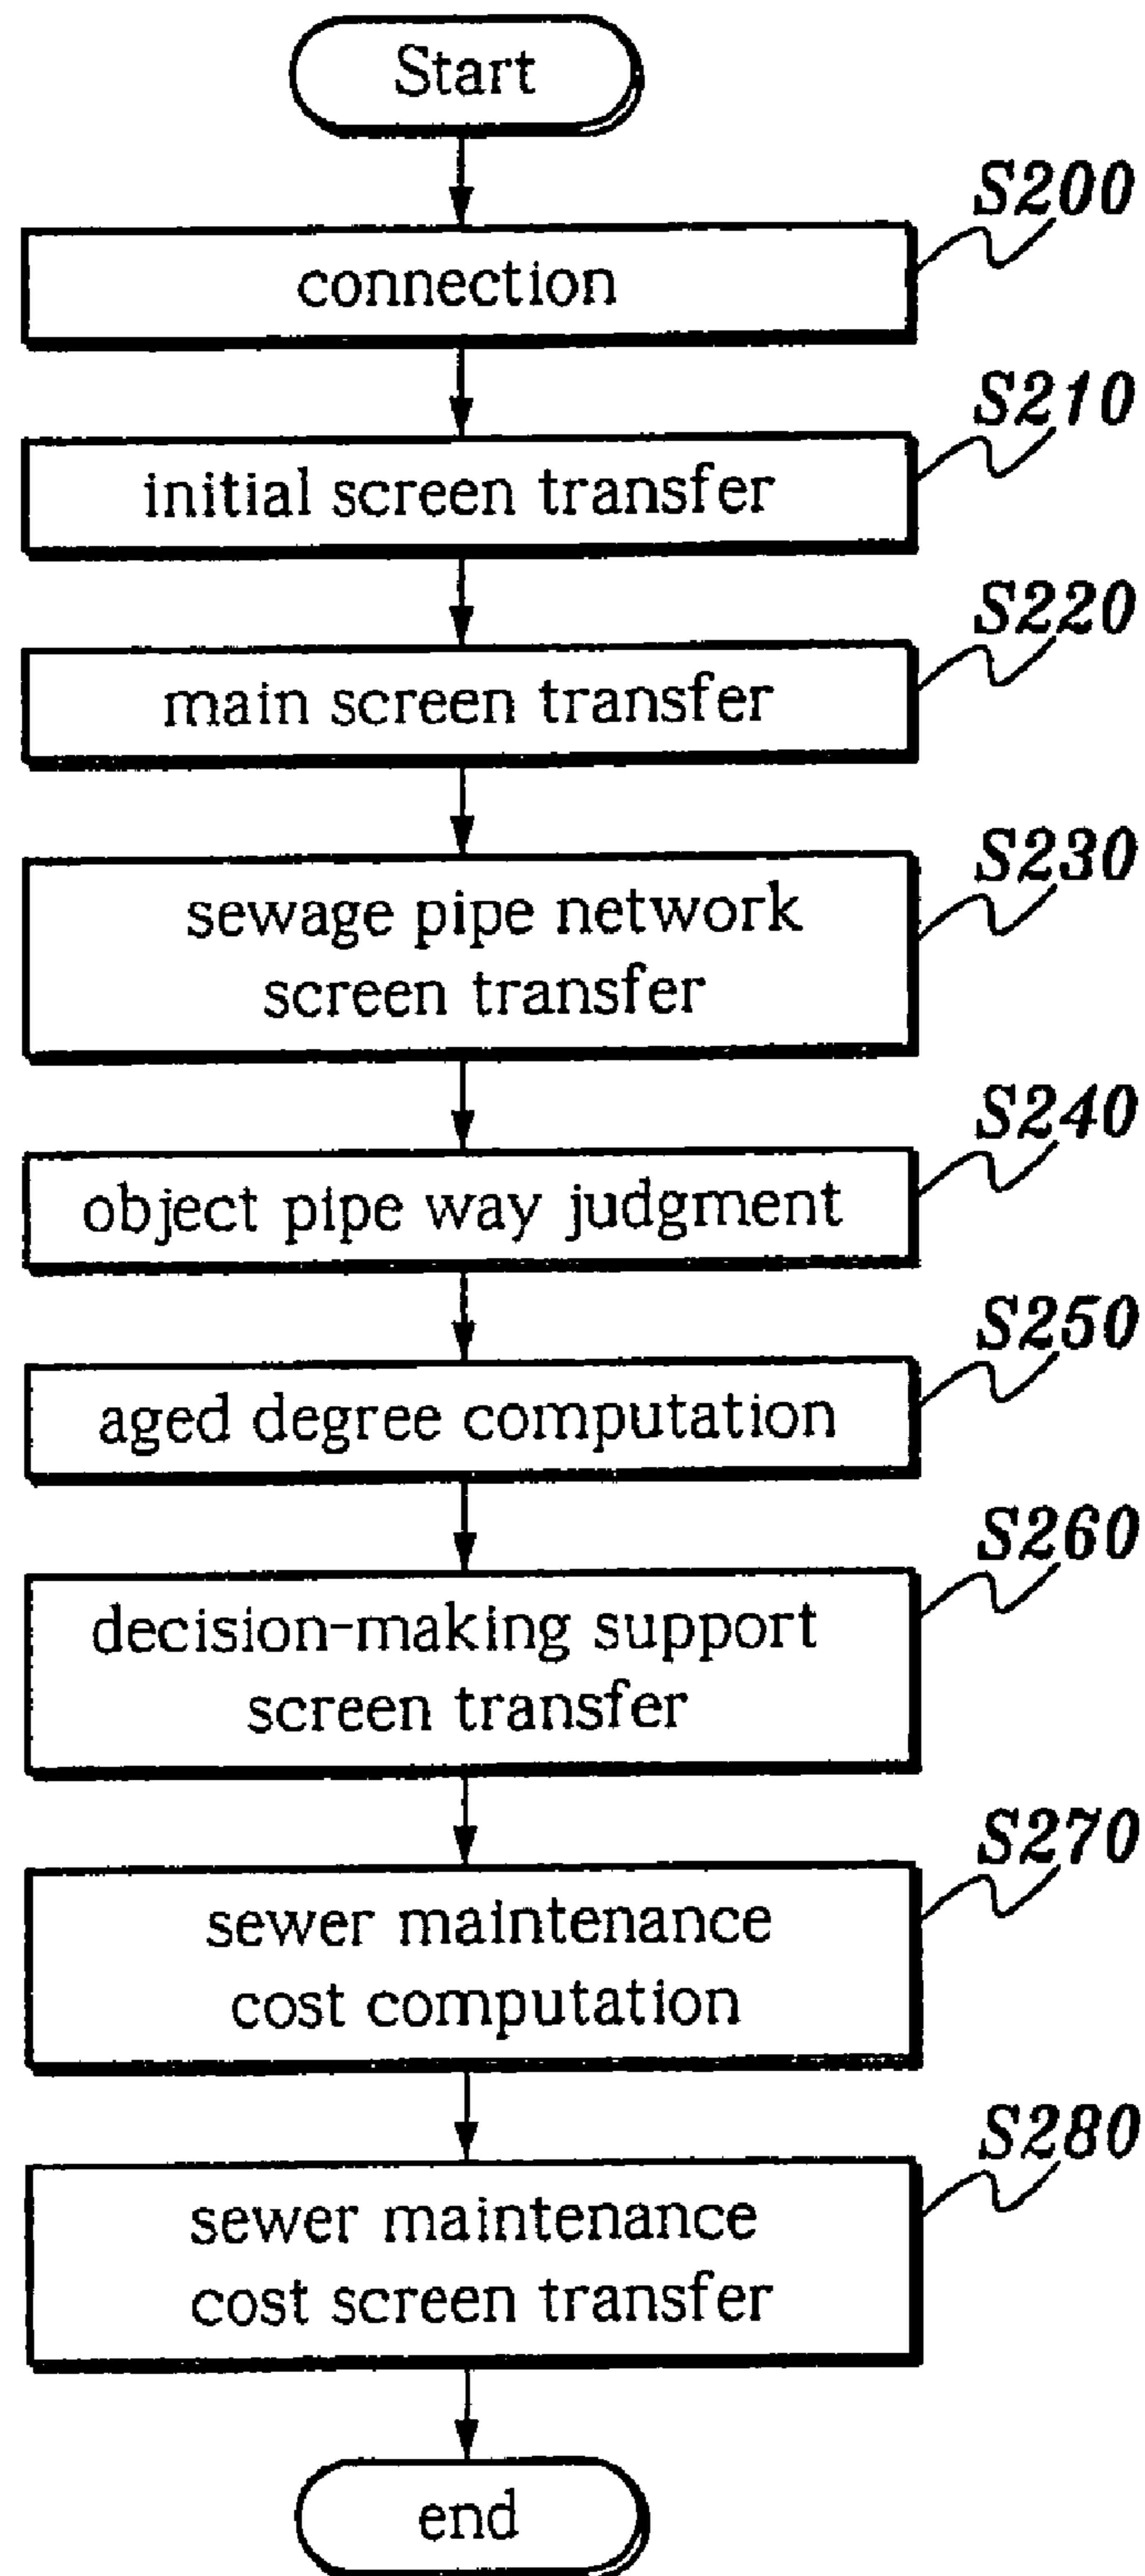 Start
S200
connection
S210
initial screen transfer
S220
main screen transfer
S230
sewage pipe network
screen transfer
S240
object pipe way judgment
S250
aged degree computation
S260
decision-making support
screen transfer
S270
sewer maintenance
cost computation
S280
sewer maintenance
cost screen transfer
end